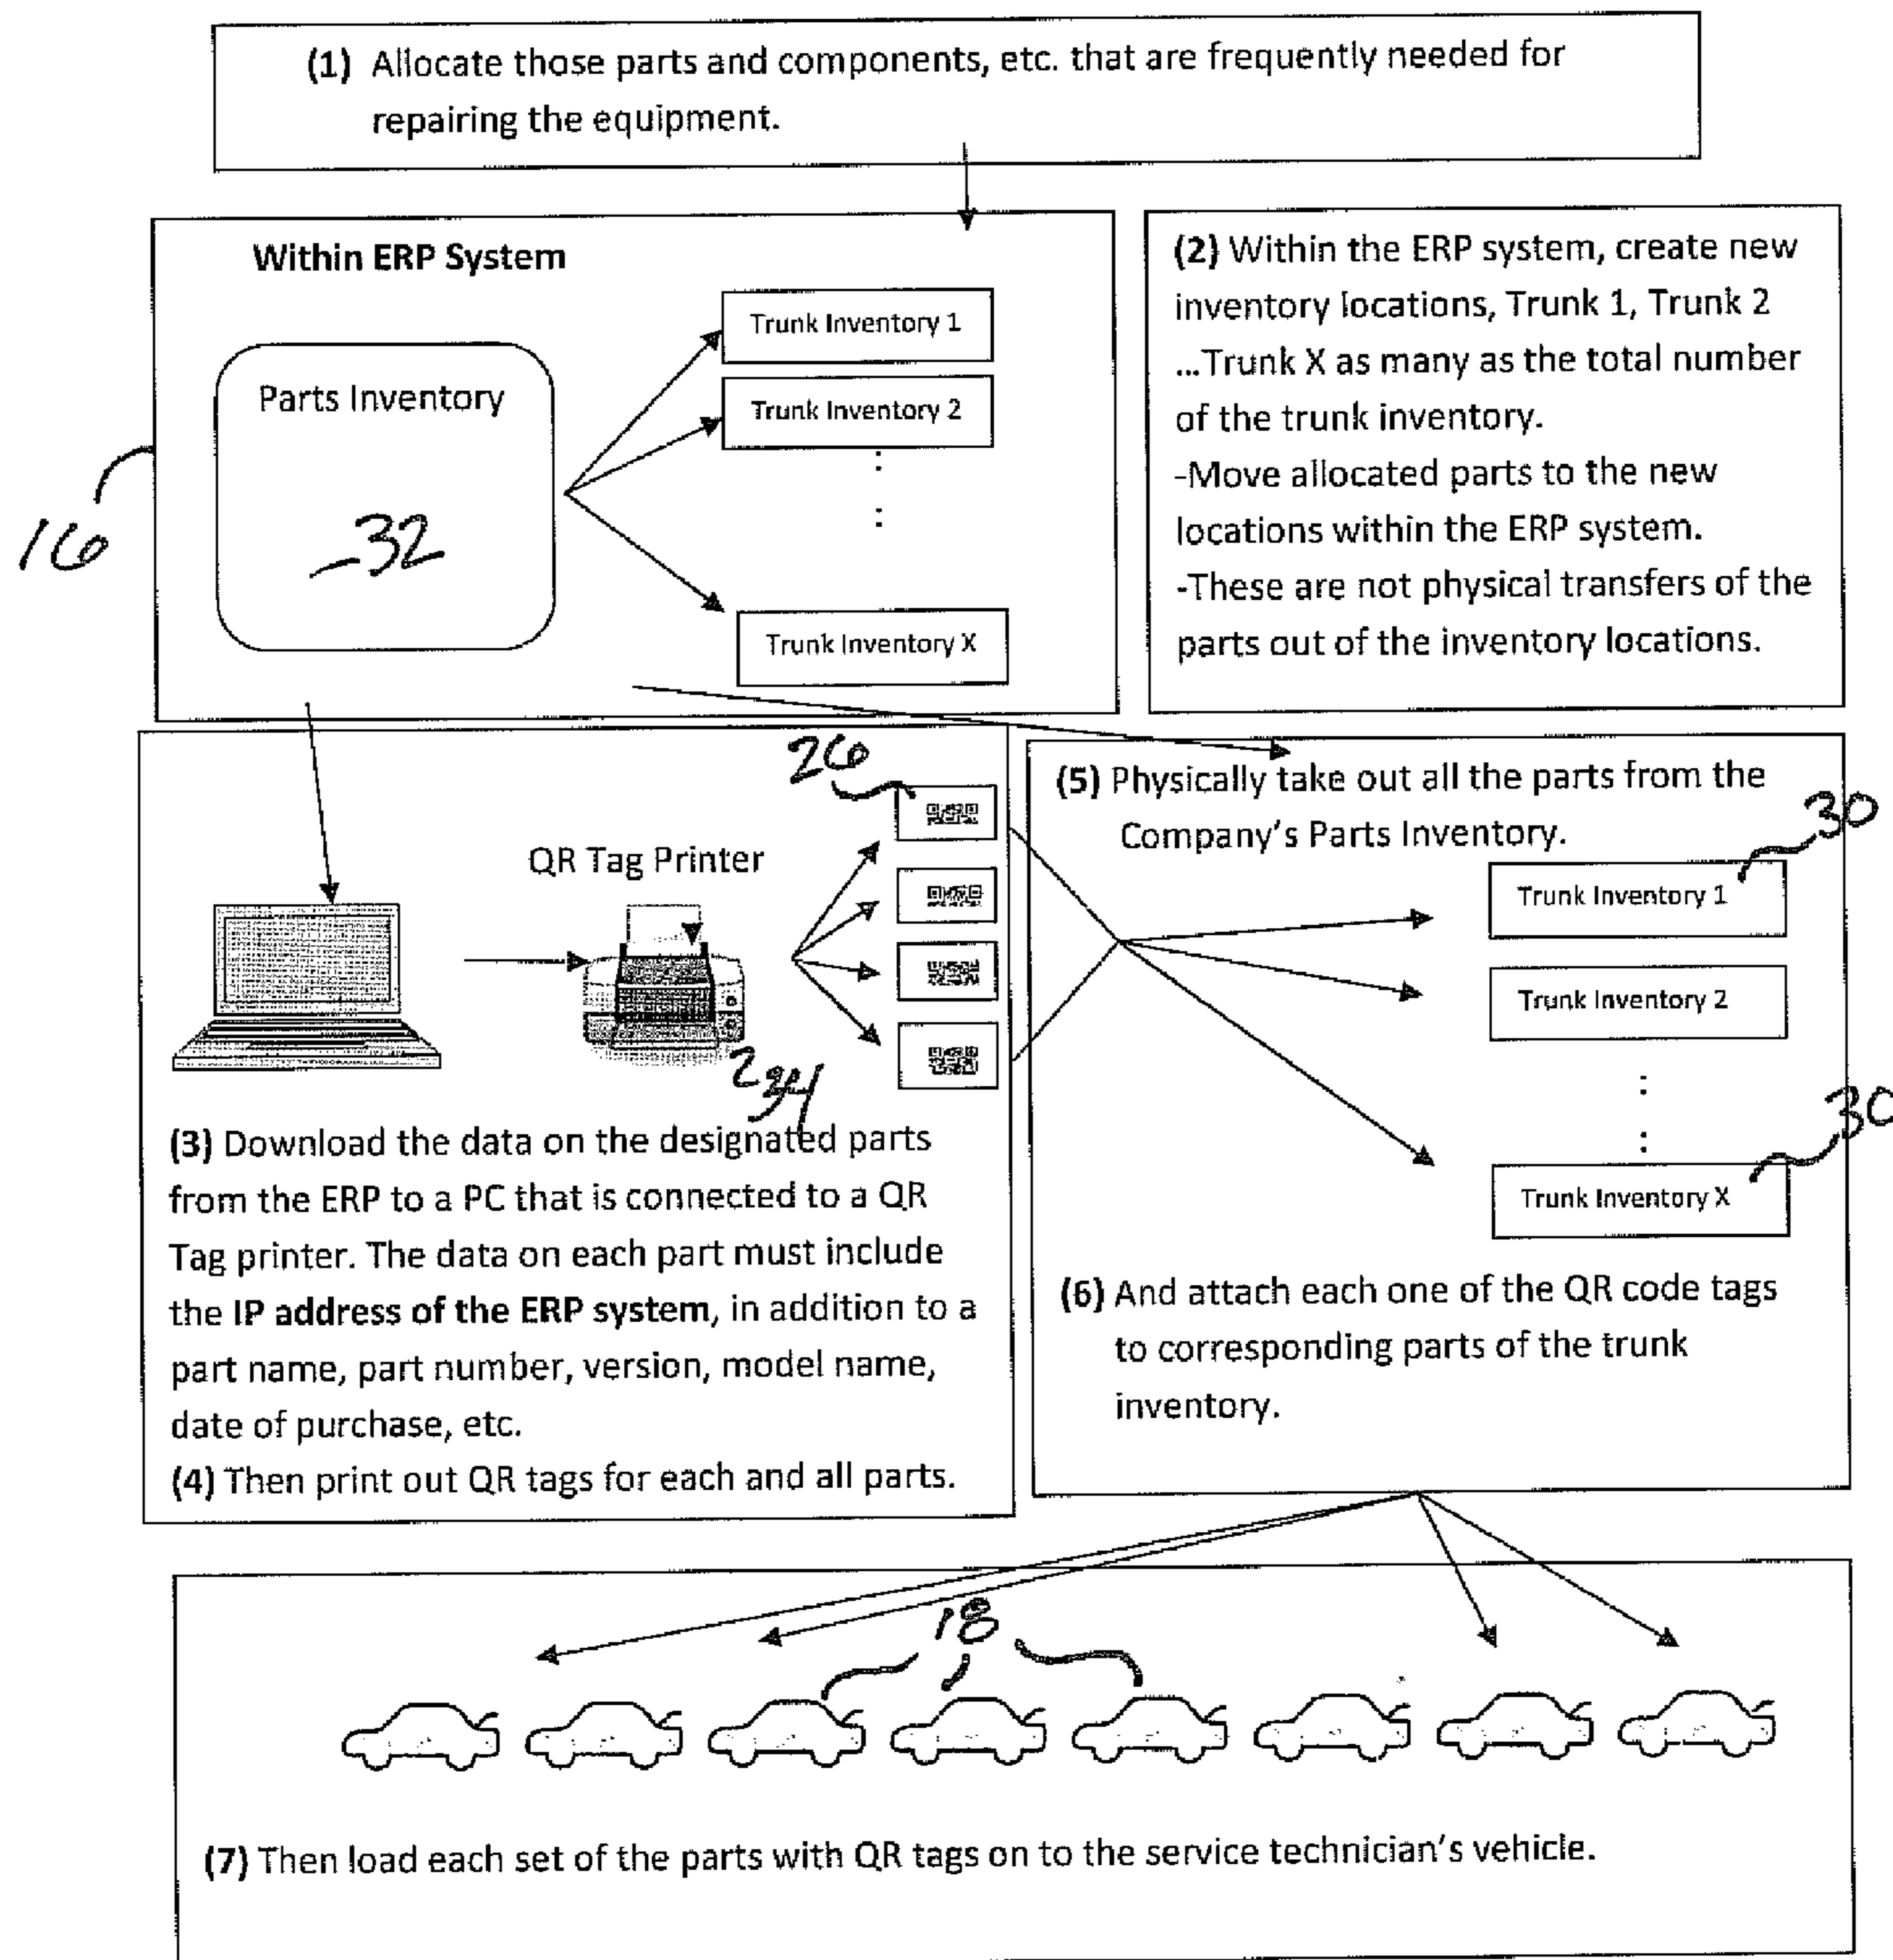 (1) Allocate those parts and components, etc. that are frequently needed for
repairing the equipment.
Within ERP System
Parts Inventory
32
Trunk Inventory 1
Trunk Inventory 2
Trunk Inventory X
16
(2) Within the ERP system, create new
inventory locations, Trunk 1, Trunk 2
...Trunk X as many as the total number
of the trunk inventory.
-Move allocated parts to the new
locations within the ERP system.
-These are not physical transfers of the
parts out of the inventory locations.
26
QR Tag Printer
34
(3) Download the data on the designated parts
from the ERP to a PC that is connected to a QR
Tag printer. The data on each part must include
the IP address of the ERP system, in addition to a
part name, part number, version, model name,
date of purchase, etc.
(4) Then print out QR tags for each and all parts.
(5) Physically take out all the parts from the
Company's Parts Inventory.
30
Trunk Inventory 1
Trunk Inventory 2
30
Trunk Inventory X
(6) And attach each one of the QR code tags
to corresponding parts of the trunk
inventory.
18
(7) Then load each set of the parts with QR tags on to the service technician's vehicle.